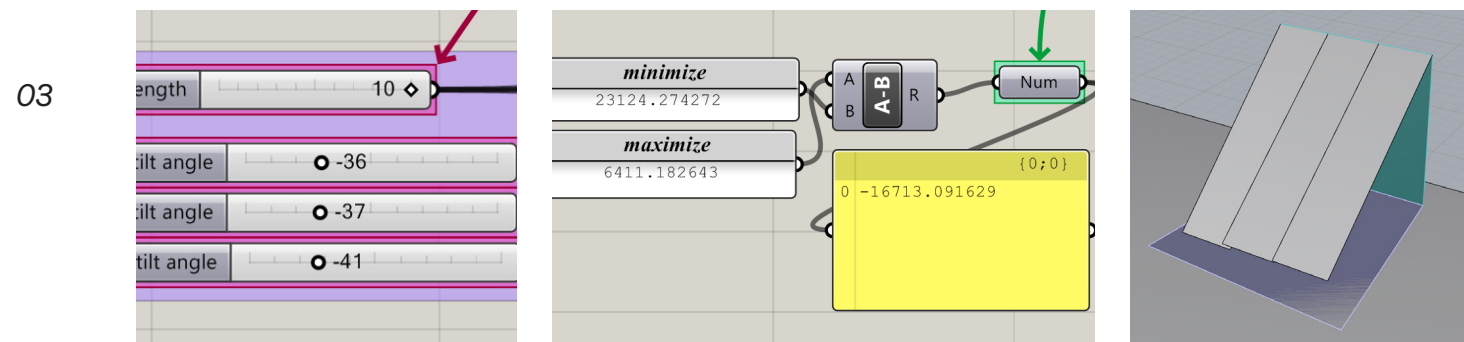 03
ength 10
tilt angle -36
tilt angle -37
tilt angle -41
minimize
23124.274272
maximize
6411.182643
A
B
A-B
R
Num
{0;0}
0 -16713.091629